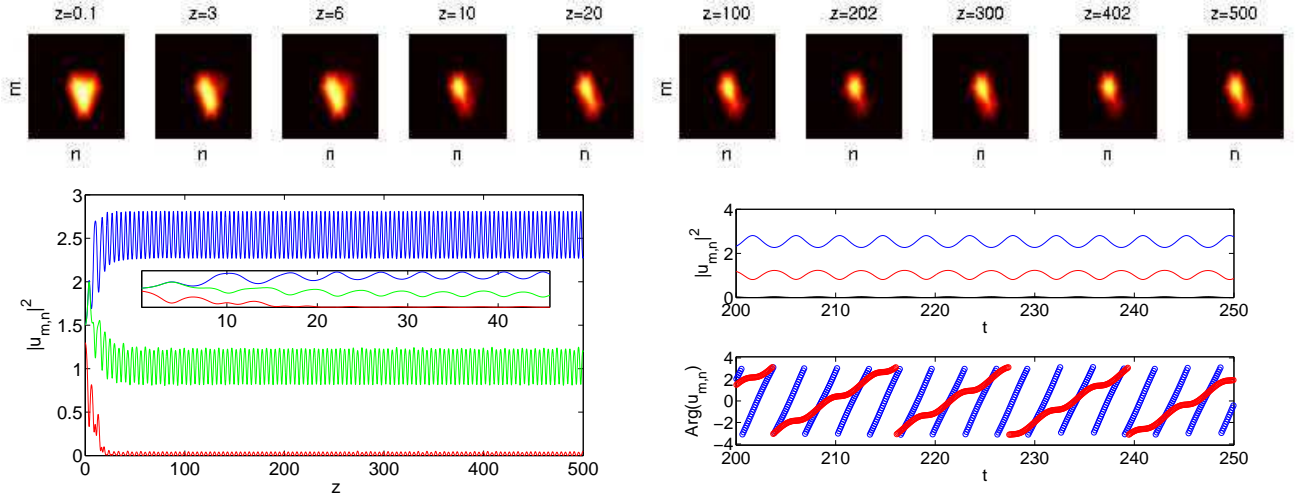 z=0.1 z=3 z=6 z=10 z=20 z=100 z=202 z=300 z=402 z=500
m m
n n n n n n n n n n
3
2.5
2
1.5
1
0.5
0
|u_{m,n}|^2
10 20 30 40
0 100 200 300 400 500
z
4
2
0
|u_{m,n}|^2
200 210 220 230 240 250
t
4
2
0
−2
−4
Arg(u_{m,n})
200 210 220 230 240 250
t